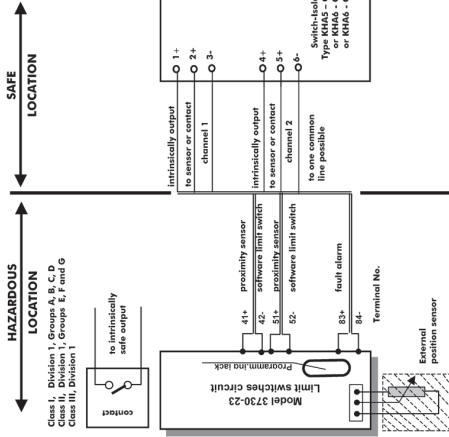 SAFE
LOCATION
HAZARDOUS
LOCATION
Class I, Division 1, Groups A, B, C, D
Class II, Division 1, Groups E, F and G
Class III, Division 1
1+
2+
3-
4+
5+
6-
Switch-Isol
Type KHA5 –
or KHA6 -
or KHA6 -
intrinsically output
to sensor or contact
channel 1
intrinsically output
to sensor or contact
channel 2
to one common
line possible
proximity sensor
software limit switch
proximity sensor
software limit switch
fault alarm
41+
42-
51+
52-
83+
84-
Terminal No.
to intrinsically
safe output
contact
Model 3730-23
Limit switches circuit
Programm.ing jack
External
position sensor